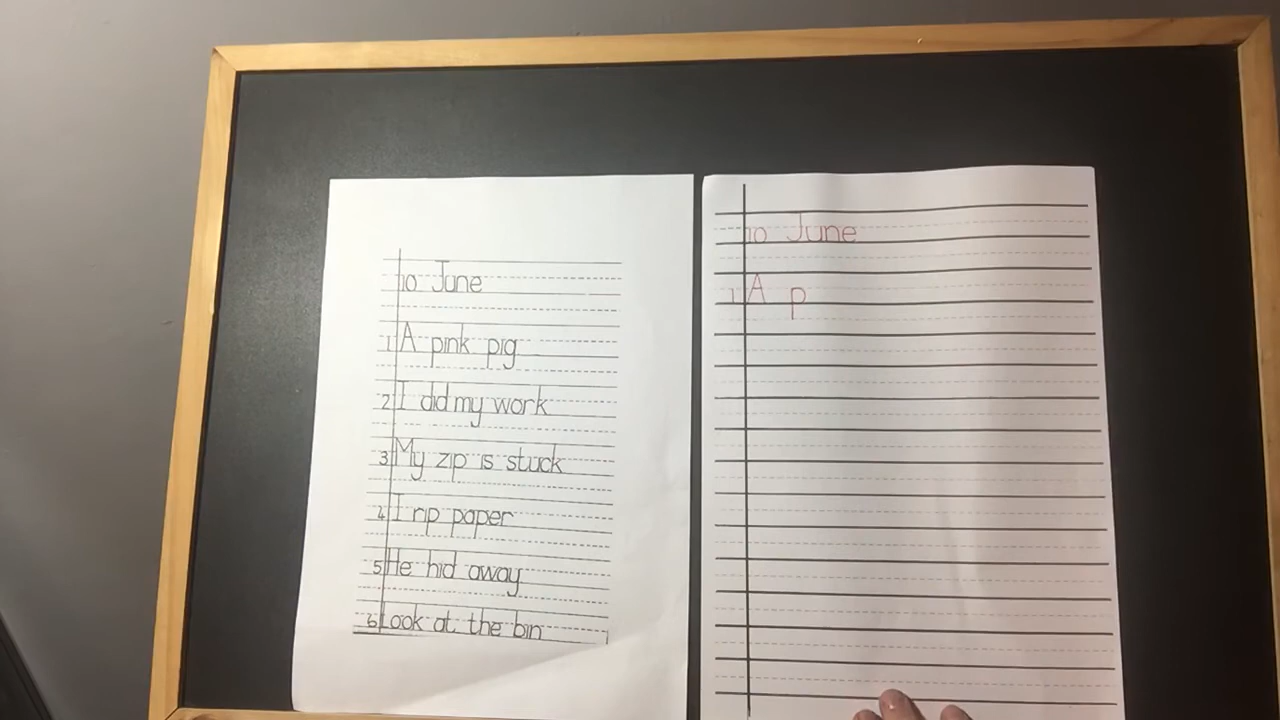 10 June
1 A pink pig
2 I did my work
3 My zip is stuck
4 I rip paper
5 He hid away
6 Look at the bin
10 June
1 A p